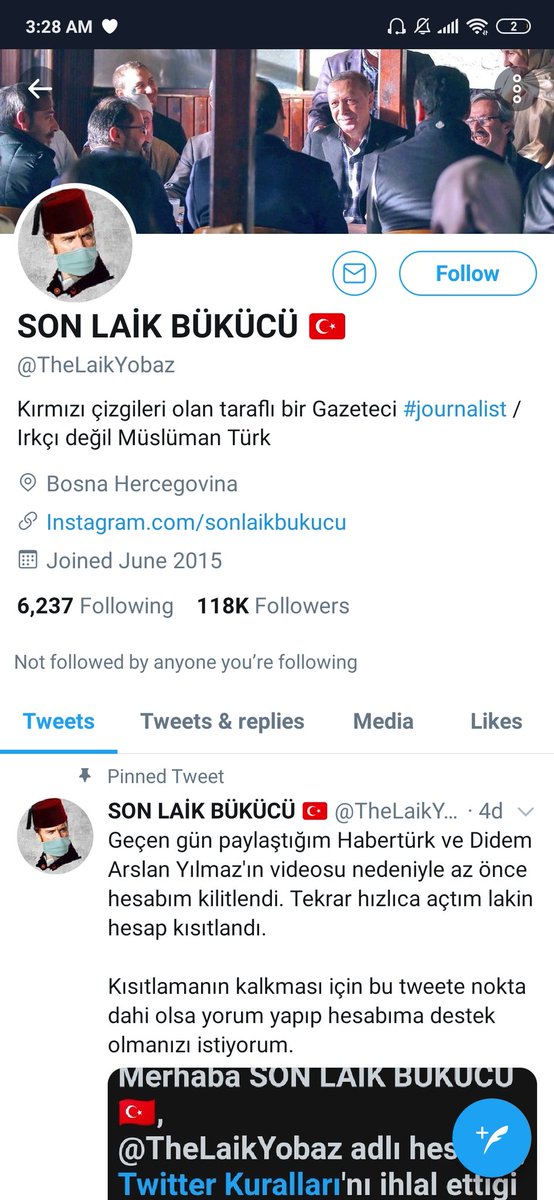 3:28 AM
2
Follow
SON LAİK BÜKÜCÜ
@TheLaikYobaz
Kırmızı çizgileri olan taraflı bir Gazeteci #journalist /
Irkçı değil Müslüman Türk
Bosna Hercegovina
Instagram.com/sonlaikbukucu
Joined June 2015
6,237 Following 118K Followers
Not followed by anyone you’re following
Tweets Tweets & replies Media Likes
Pinned Tweet
SON LAİK BÜKÜCÜ @TheLaikY... · 4d
Geçen gün paylaştığım Habertürk ve Didem
Arslan Yılmaz'ın videosu nedeniyle az önce
hesabım kilitlendi. Tekrar hızlıca açtım lakin
hesap kısıtlandı.
Kısıtlamanın kalkması için bu tweete nokta
dahi olsa yorum yapıp hesabıma destek
olmanızı istiyorum.
Merhaba SON LAİK BÜKÜCÜ
,
@TheLaikYobaz adlı hes
Twitter Kuralları'nı ihlal ettiği